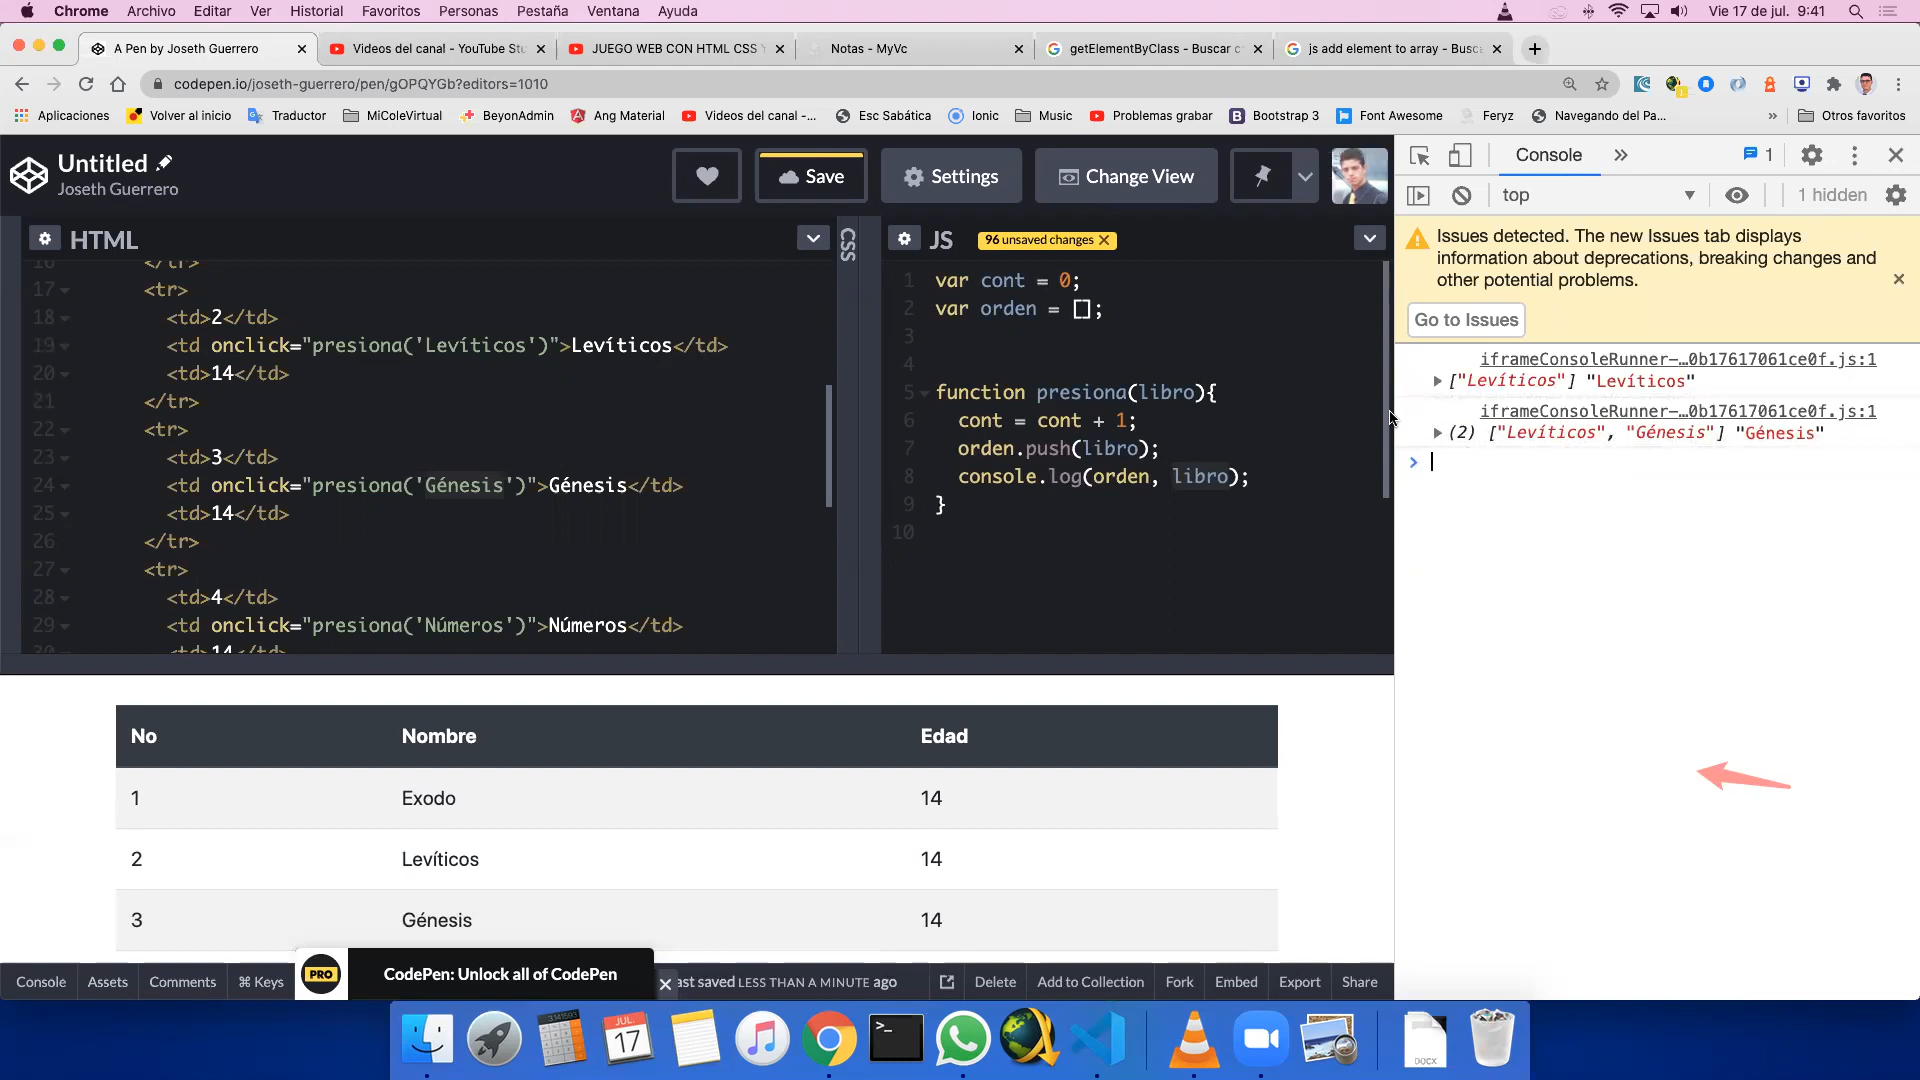 Chrome Archivo Editar Ver Historial Favoritos Personas Pestaña Ventana Ayuda Vie 17 de jul. 9:41
A Pen by Joseth Guerrero
Videos del canal - YouTube Stu
JUEGO WEB CON HTML CSS Y
Notas - MyVc
getElementByClass - Buscar c
js add element to array - Busc
codepen.io/joseth-guerrero/pen/gOPQYGb?editors=1010
Aplicaciones Volver al inicio Traductor MiColeVirtual BeyonAdmin Ang Material Videos del canal -... Esc Sabática Ionic Music Problemas grabar Bootstrap 3 Font Awesome Feryz Navegando del Pa... » Otros favoritos
Untitled
Joseth Guerrero
Save
Settings
Change View
HTML
16 </tr>
17 <tr>
18 <td>2</td>
19 <td onclick="presiona('Levíticos')">Levíticos</td>
20 <td>14</td>
21 </tr>
22 <tr>
23 <td>3</td>
24 <td onclick="presiona('Génesis')">Génesis</td>
25 <td>14</td>
26 </tr>
27 <tr>
28 <td>4</td>
29 <td onclick="presiona('Números')">Números</td>
30 <td>14</td>
CSS
JS 96 unsaved changes ×
1 var cont = 0;
2 var orden = [];
3
4
5 function presiona(libro){
6 cont = cont + 1;
7 orden.push(libro);
8 console.log(orden, libro);
9 }
10
Console » 1
top 1 hidden
Issues detected. The new Issues tab displays
information about deprecations, breaking changes and
other potential problems.
Go to Issues
iframeConsoleRunner-…0b17617061ce0f.js:1
["Levíticos"] "Levíticos"
iframeConsoleRunner-…0b17617061ce0f.js:1
(2) ["Levíticos", "Génesis"] "Génesis"
No Nombre Edad
1 Exodo 14
2 Levíticos 14
3 Génesis 14
Console Assets Comments ⌘ Keys
PRO CodePen: Unlock all of CodePen
ast saved LESS THAN A MINUTE ago
Delete Add to Collection Fork Embed Export Share
JUL.
17
DOCX